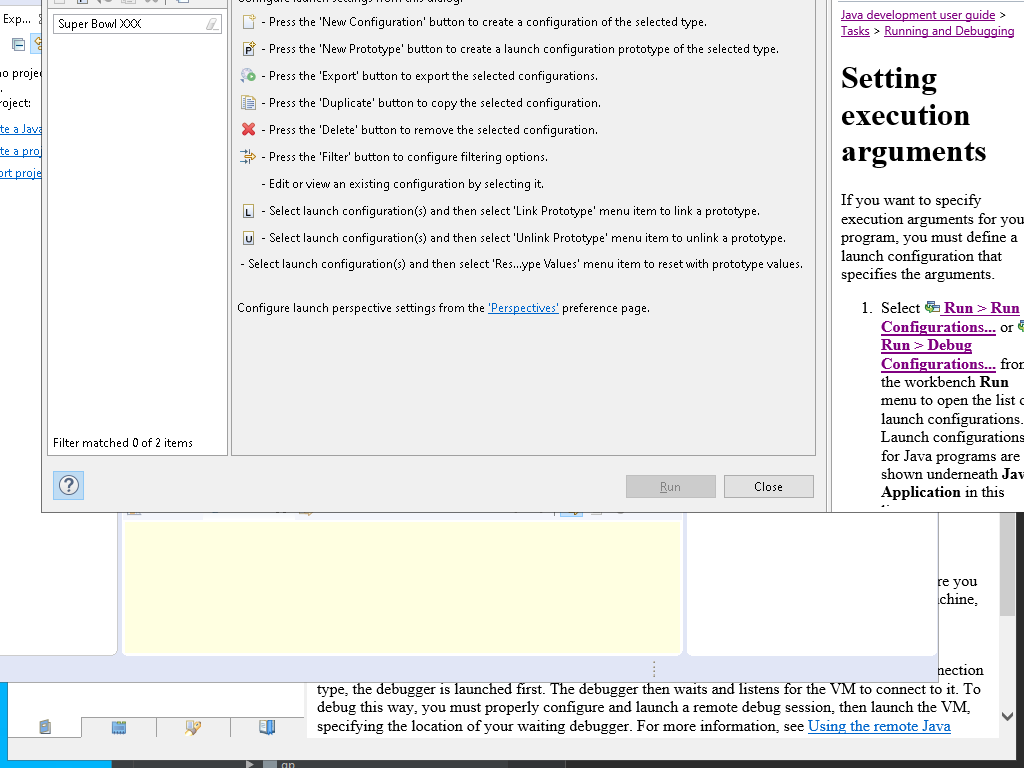 Exp...
Super Bowl XXX
no projec
.
roject:
te a Java
te a proj
ort proje
Filter matched 0 of 2 items
- Press the 'New Configuration' button to create a configuration of the selected type.
- Press the 'New Prototype' button to create a launch configuration prototype of the selected type.
- Press the 'Export' button to export the selected configurations.
- Press the 'Duplicate' button to copy the selected configuration.
- Press the 'Delete' button to remove the selected configuration.
- Press the 'Filter' button to configure filtering options.
- Edit or view an existing configuration by selecting it.
- Select launch configuration(s) and then select 'Link Prototype' menu item to link a prototype.
- Select launch configuration(s) and then select 'Unlink Prototype' menu item to unlink a prototype.
- Select launch configuration(s) and then select 'Res...ype Values' menu item to reset with prototype values.
Configure launch perspective settings from the 'Perspectives' preference page.
Run
Close
Java development user guide >
Tasks > Running and Debugging
Setting
execution
arguments
If you want to specify
execution arguments for you
program, you must define a
launch configuration that
specifies the arguments.
1. Select Run > Run
Configurations... or
Run > Debug
Configurations... from
the workbench Run
menu to open the list o
launch configurations.
Launch configurations
for Java programs are
shown underneath Jav
Application in this
re you
chine,
nection
type, the debugger is launched first. The debugger then waits and listens for the VM to connect to it. To
debug this way, you must properly configure and launch a remote debug session, then launch the VM,
specifying the location of your waiting debugger. For more information, see Using the remote Java